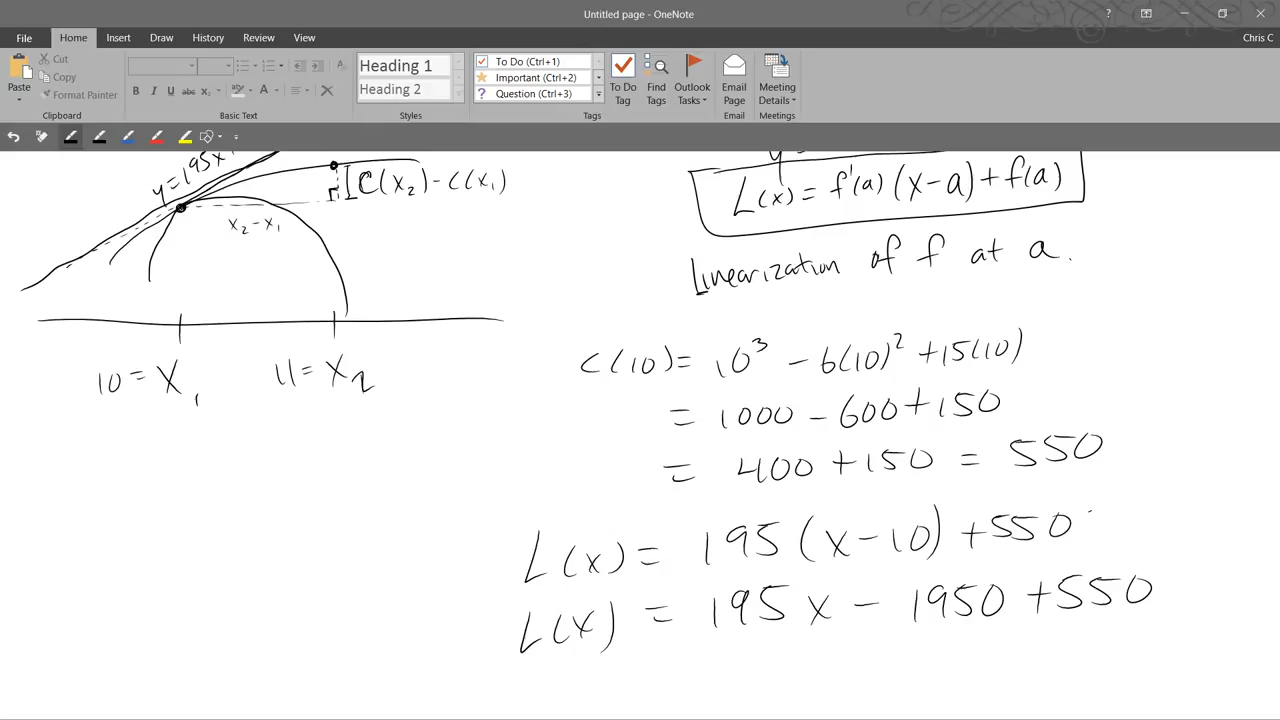 Untitled page - OneNote
?
File Home Insert Draw History Review View
Chris C
Paste
Cut
Copy
Format Painter
Clipboard
B I U abc x₂ A
Basic Text
Heading 1
Heading 2
Styles
To Do (Ctrl+1)
Important (Ctrl+2)
? Question (Ctrl+3)
To Do Tag
Find Tags
Tags
Outlook Tasks
Email Page
Email
Meeting Details
Meetings
y=195x
C(x₂)-C(x₁)
x₂-x₁
10 = x₁
11 = x₂
y =
L(x) = f'(a)(x-a)+f(a)
Linearization of f at a.
C(10) = 10³ - 6(10)² +15(10)
= 1000 - 600 + 150
= 400 + 150 = 550
L(x) = 195(x-10)+550
L(x) = 195x - 1950 +550